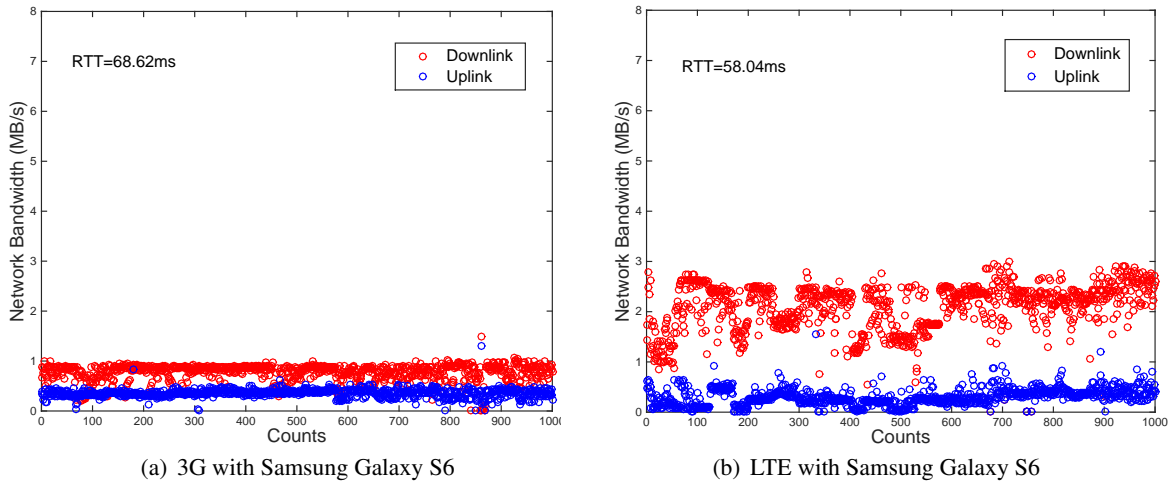 8
7
6
5
4
3
2
1
0
Network Bandwidth (MB/s)
RTT=68.62ms
Downlink
Uplink
0 100 200 300 400 500 600 700 800 900 1000
Counts
(a) 3G with Samsung Galaxy S6
8
7
6
5
4
3
2
1
0
Network Bandwidth (MB/s)
RTT=58.04ms
Downlink
Uplink
0 100 200 300 400 500 600 700 800 900 1000
Counts
(b) LTE with Samsung Galaxy S6